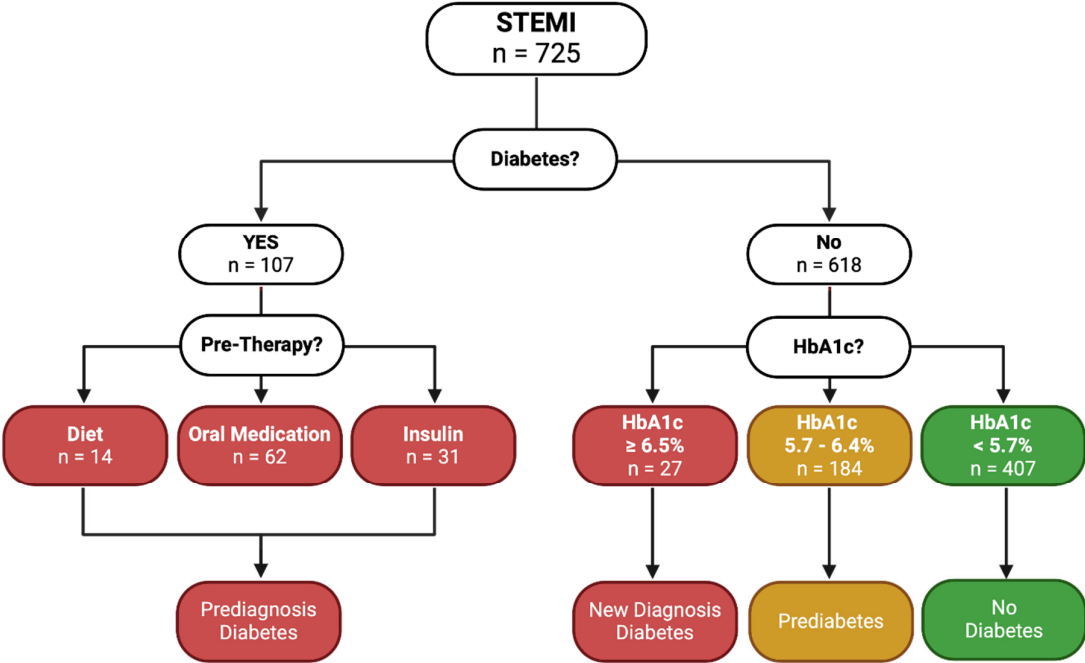 STEMI
n = 725
Diabetes?
YES
n = 107
No
n = 618
Pre-Therapy?
HbA1c?
Diet
n = 14
Oral Medication
n = 62
Insulin
n = 31
HbA1c
≥ 6.5%
n = 27
HbA1c
5.7 - 6.4%
n = 184
HbA1c
< 5.7%
n = 407
Prediagnosis
Diabetes
New Diagnosis
Diabetes
Prediabetes
No
Diabetes